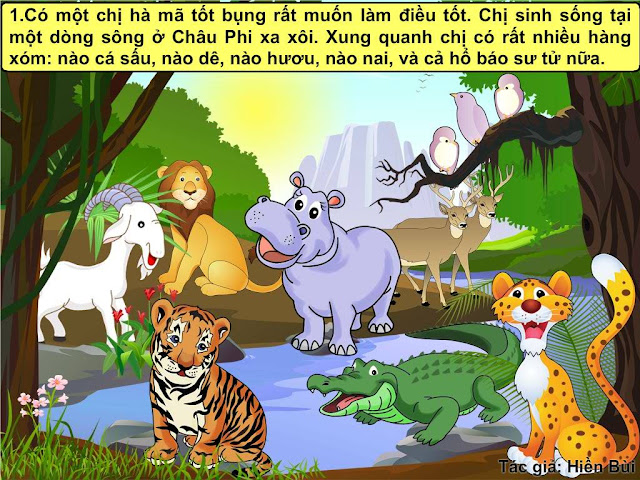 1.Có một chị hà mã tốt bụng rất muốn làm điều tốt. Chị sinh sống tại
một dòng sông ở Châu Phi xa xôi. Xung quanh chị có rất nhiều hàng
xóm: nào cá sấu, nào dê, nào hươu, nào nai, và cả hổ báo sư tử nữa.
Tác giả: Hiền Bùi